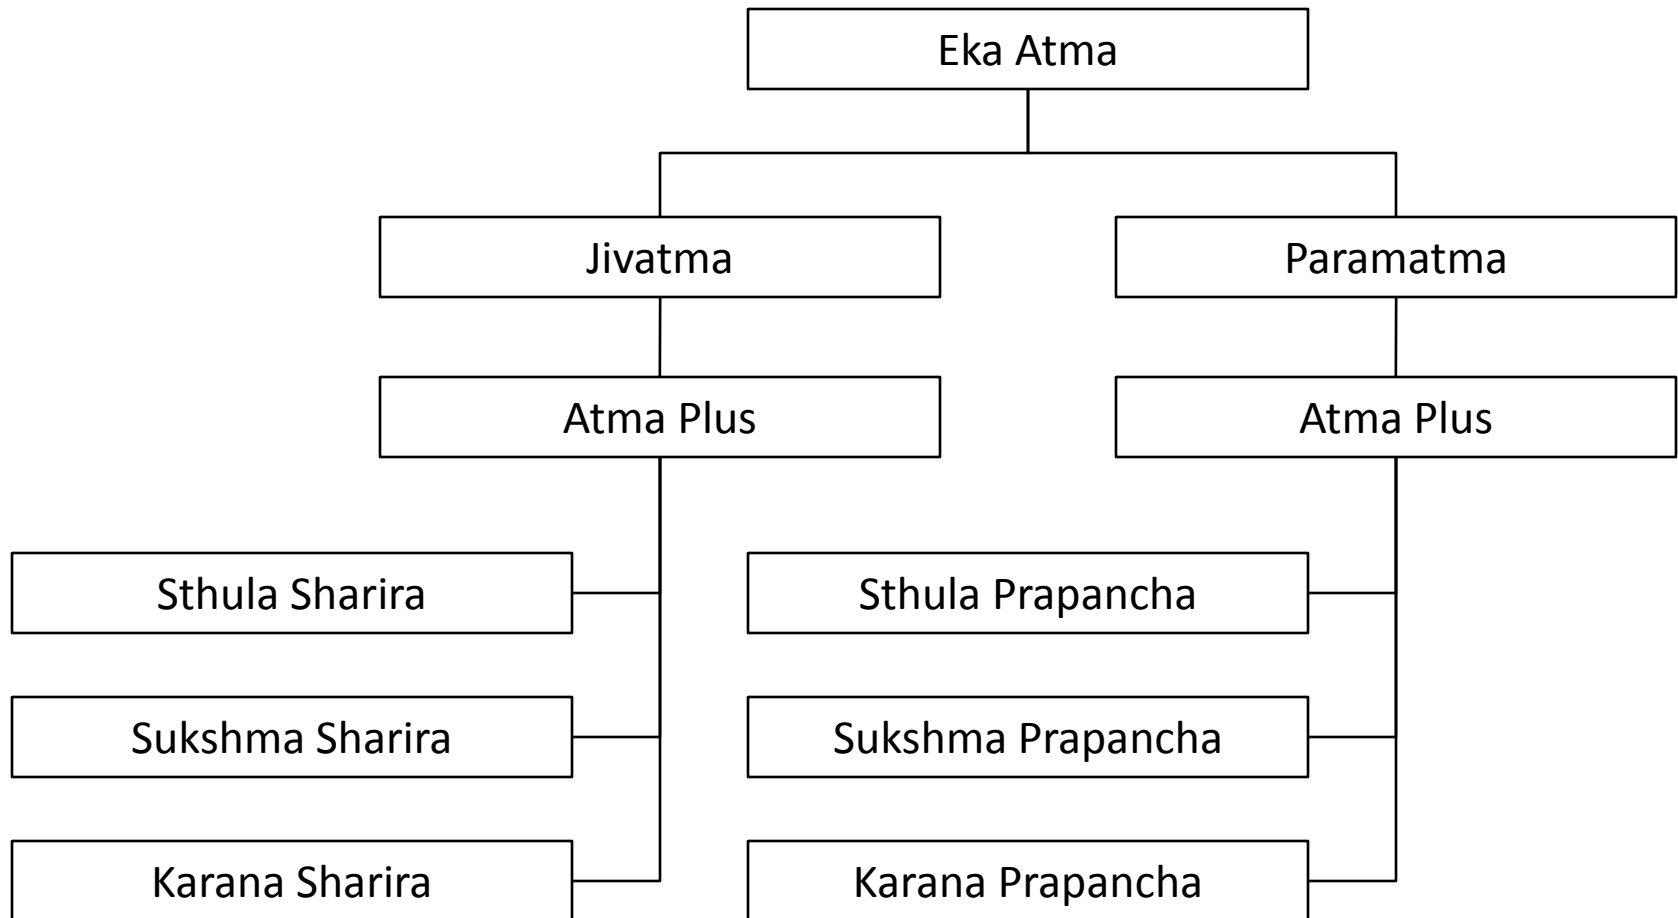 Eka Atma
Jivatma
Paramatma
Atma Plus
Atma Plus
Sthula Sharira
Sthula Prapancha
Sukshma Sharira
Sukshma Prapancha
Karana Sharira
Karana Prapancha